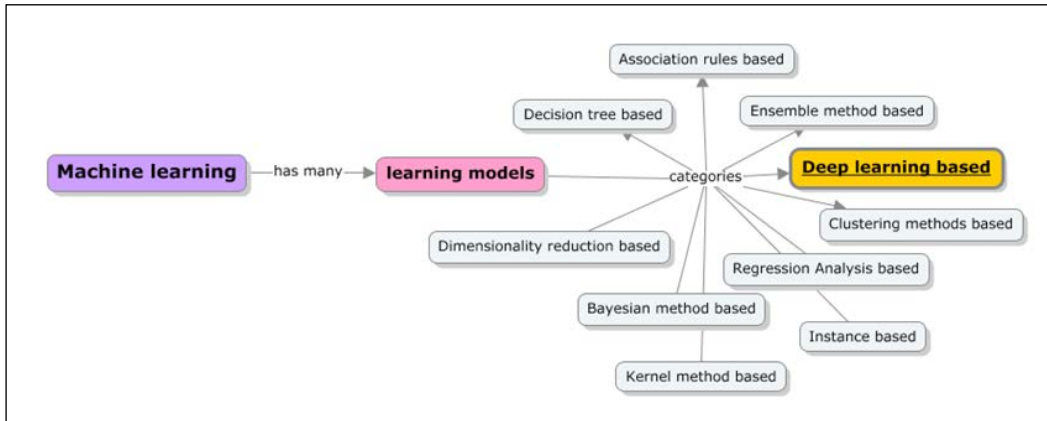 Association rules based
Decision tree based
Ensemble method based
Machine learning
has many
learning models
categories
Deep learning based
Clustering methods based
Dimensionality reduction based
Regression Analysis based
Bayesian method based
Instance based
Kernel method based